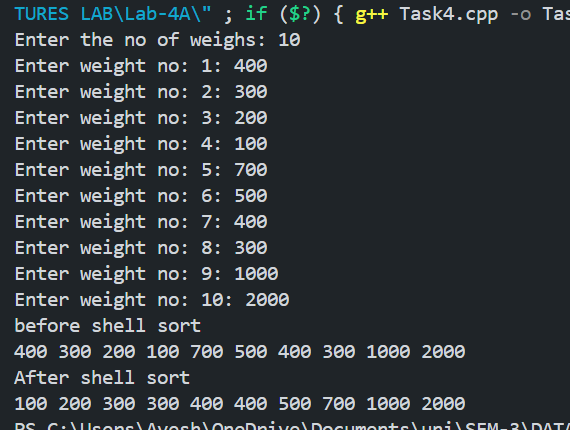 TURES LAB\Lab-4A\" ; if ($?) { g++ Task4.cpp -o Tas
Enter the no of weighs: 10
Enter weight no: 1: 400
Enter weight no: 2: 300
Enter weight no: 3: 200
Enter weight no: 4: 100
Enter weight no: 5: 700
Enter weight no: 6: 500
Enter weight no: 7: 400
Enter weight no: 8: 300
Enter weight no: 9: 1000
Enter weight no: 10: 2000
before shell sort
400 300 200 100 700 500 400 300 1000 2000
After shell sort
100 200 300 300 400 400 500 700 1000 2000
PS C:\Users\Ayesh\OneDrive\Documents\uni\SEM-3\DATA